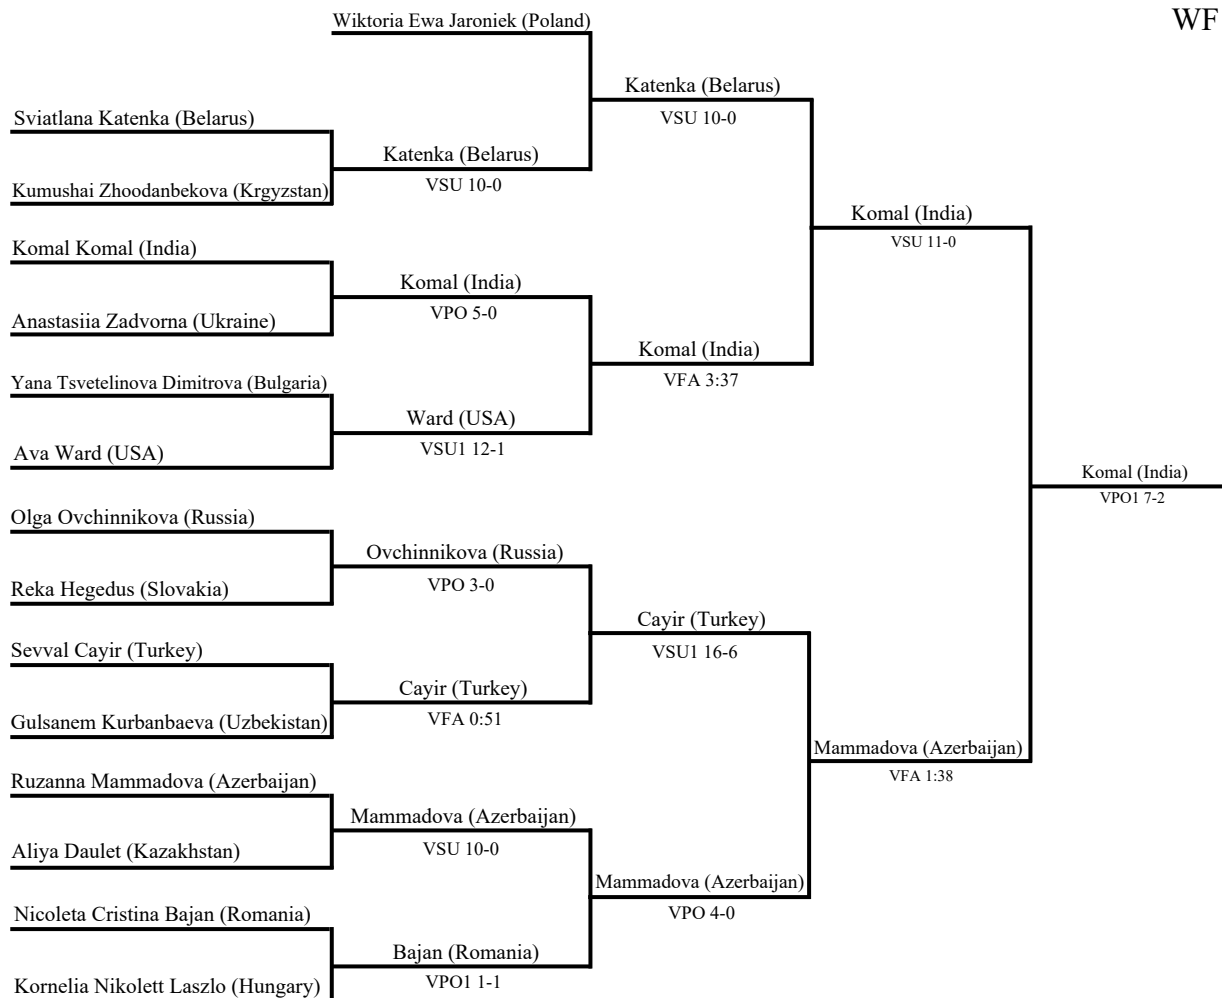 WF
Wiktoria Ewa Jaroniek (Poland)
Katenka (Belarus)
VSU 10-0
Sviatlana Katenka (Belarus)
Katenka (Belarus)
VSU 10-0
Kumushai Zhoodanbekova (Krgyzstan)
Komal (India)
VSU 11-0
Komal Komal (India)
Komal (India)
VPO 5-0
Anastasiia Zadvorna (Ukraine)
Komal (India)
VFA 3:37
Yana Tsvetelinova Dimitrova (Bulgaria)
Ward (USA)
VSU1 12-1
Ava Ward (USA)
Komal (India)
VPO1 7-2
Olga Ovchinnikova (Russia)
Ovchinnikova (Russia)
VPO 3-0
Reka Hegedus (Slovakia)
Cayir (Turkey)
VSU1 16-6
Sevval Cayir (Turkey)
Cayir (Turkey)
VFA 0:51
Gulsanem Kurbanbaeva (Uzbekistan)
Mammadova (Azerbaijan)
VFA 1:38
Ruzanna Mammadova (Azerbaijan)
Mammadova (Azerbaijan)
VSU 10-0
Aliya Daulet (Kazakhstan)
Mammadova (Azerbaijan)
VPO 4-0
Nicoleta Cristina Bajan (Romania)
Bajan (Romania)
VPO1 1-1
Kornelia Nikolett Laszlo (Hungary)